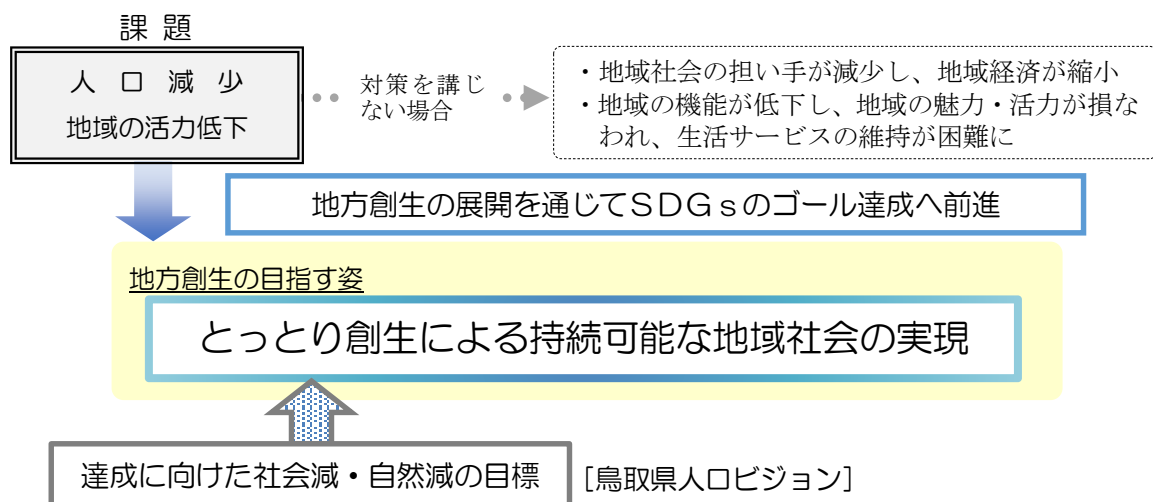 課 題
人 口 減 少
地域の活力低下
対策を講じ
ない場合
・地域社会の担い手が減少し、地域経済が縮小
・地域の機能が低下し、地域の魅力・活力が損な
われ、生活サービスの維持が困難に
地方創生の展開を通じてSDGsのゴール達成へ前進
地方創生の目指す姿
とっとり創生による持続可能な地域社会の実現
達成に向けた社会減・自然減の目標
[鳥取県人口ビジョン]